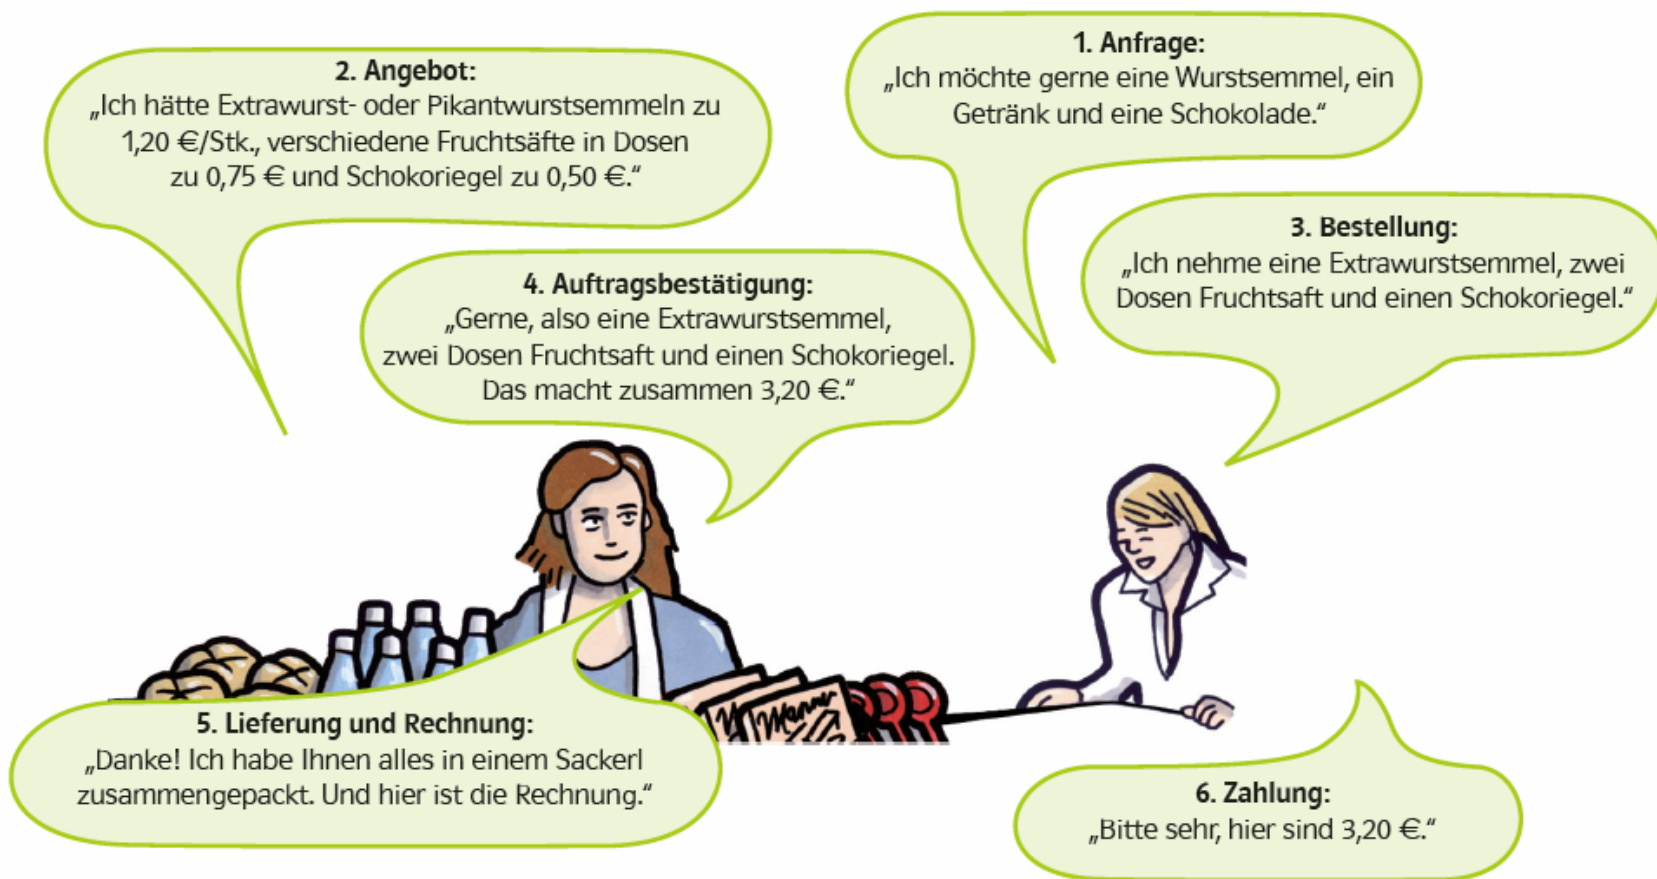 1. Anfrage:
„Ich möchte gerne eine Wurstsemmel, ein
Getränk und eine Schokolade.“
2. Angebot:
„Ich hätte Extrawurst- oder Pikantwurstsemmeln zu
1,20 €/Stk., verschiedene Fruchtsäfte in Dosen
zu 0,75 € und Schokoriegel zu 0,50 €.“
3. Bestellung:
„Ich nehme eine Extrawurstsemmel, zwei
Dosen Fruchtsaft und einen Schokoriegel.“
4. Auftragsbestätigung:
„Gerne, also eine Extrawurstsemmel,
zwei Dosen Fruchtsaft und einen Schokoriegel.
Das macht zusammen 3,20 €.“
5. Lieferung und Rechnung:
„Danke! Ich habe Ihnen alles in einem Sackerl
zusammengepackt. Und hier ist die Rechnung.“
6. Zahlung:
„Bitte sehr, hier sind 3,20 €.“
Manner